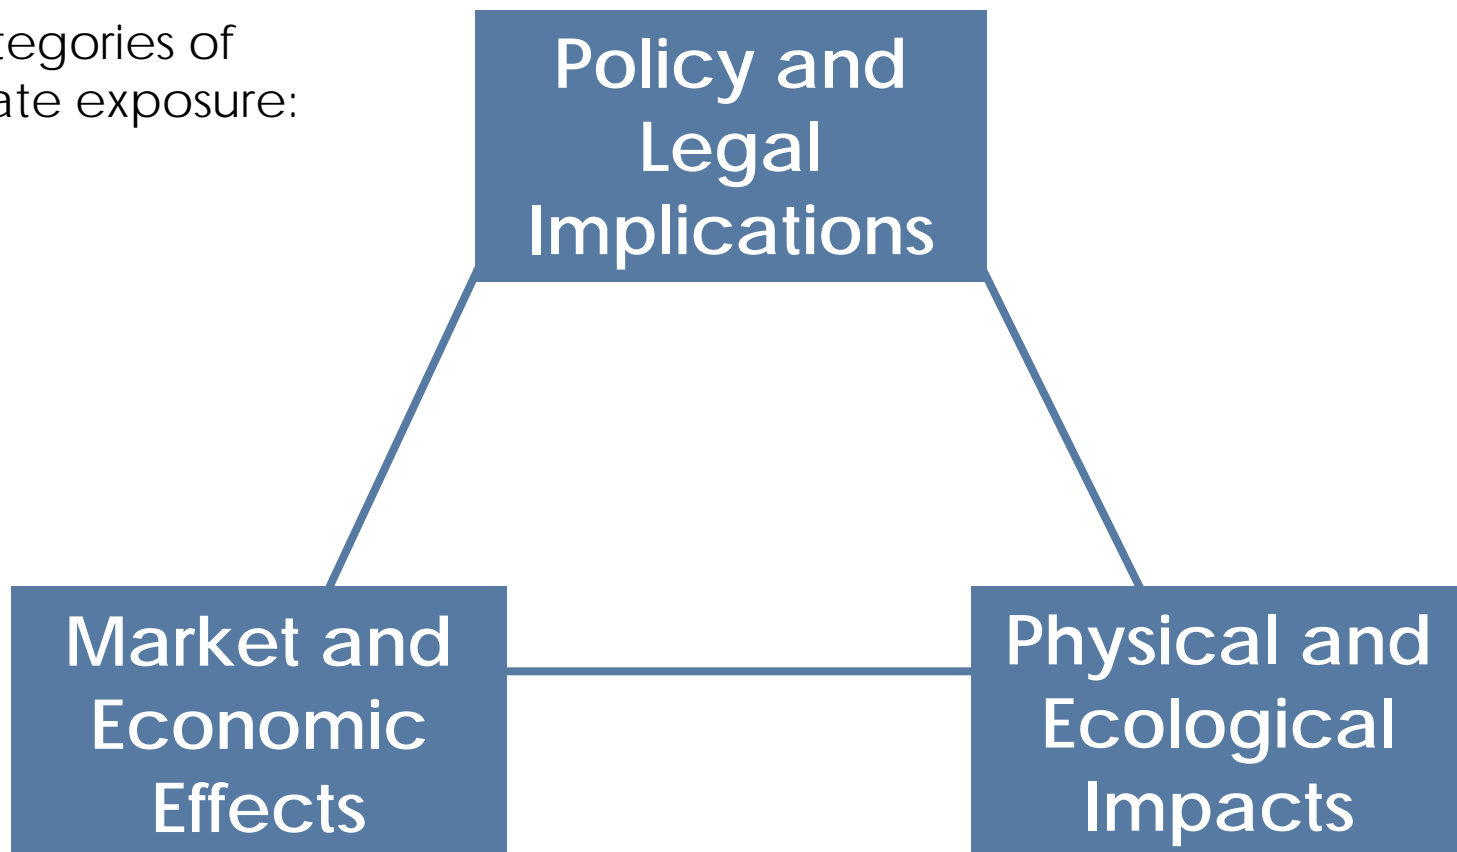 tegories of
ate exposure:
Policy and
Legal
Implications
Market and
Economic
Effects
Physical and
Ecological
Impacts